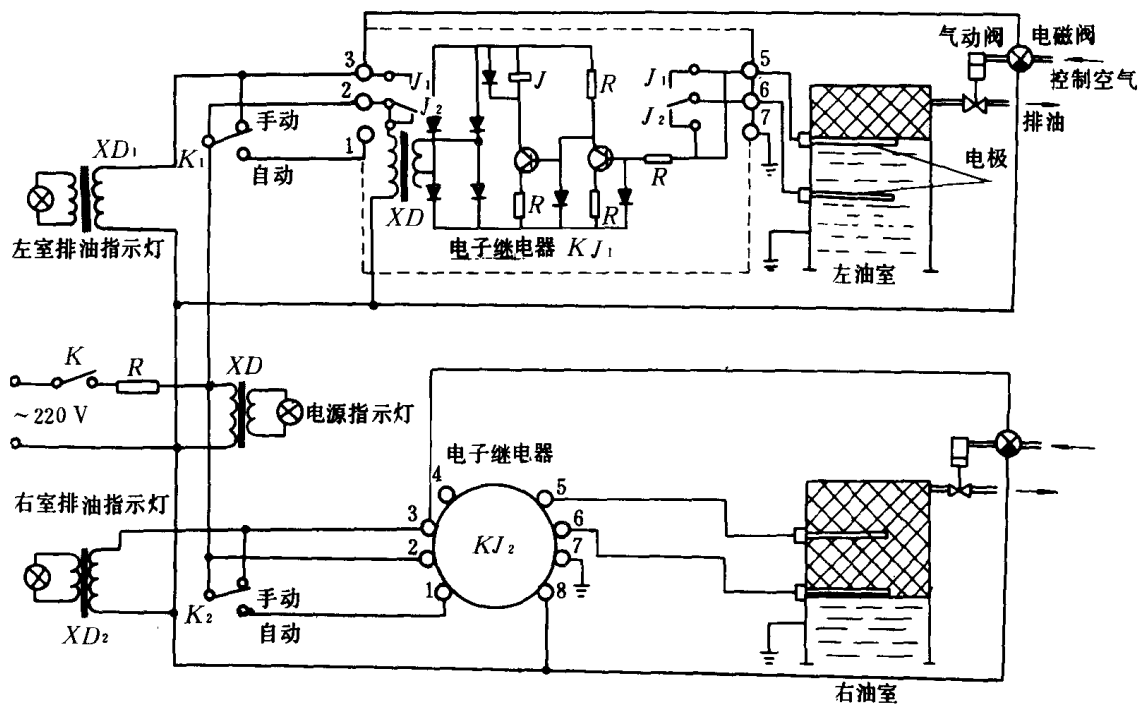 气动阀 电磁阀
控制空气
排油
3 J₁ J R J₁ 5
2 J₂ J₂ 6
手动 7
K₁ 1
XD₁ 自动 R 电极
XD R R
左室排油指示灯 电子继电器 KJ₁ 左油室
K R XD
~220 V 电源指示灯
电子继电器
右室排油指示灯 4 5
3 6
2 KJ₂ 7
1 8
K₂ 手动
XD₂ 自动
右油室